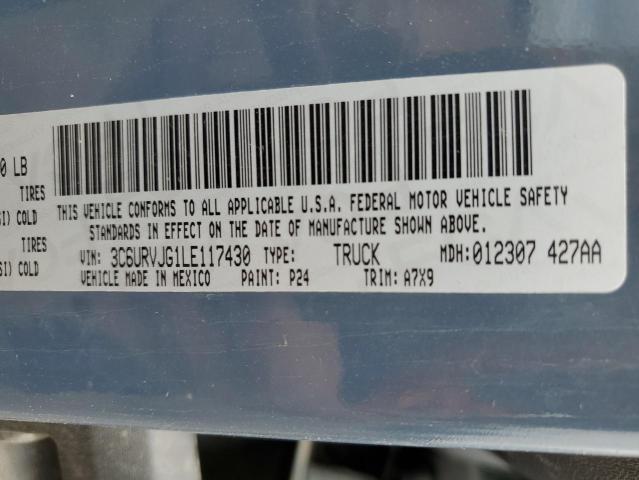 0 LB
TIRES
SI) COLD
TIRES
SI) COLD
THIS VEHICLE CONFORMS TO ALL APPLICABLE U.S.A. FEDERAL MOTOR VEHICLE SAFETY
STANDARDS IN EFFECT ON THE DATE OF MANUFACTURE SHOWN ABOVE.
VIN: 3C6URVJG1LE117430 TYPE: TRUCK MDH:012307 427AA
VEHICLE MADE IN MEXICO PAINT: P24 TRIM: A7X9